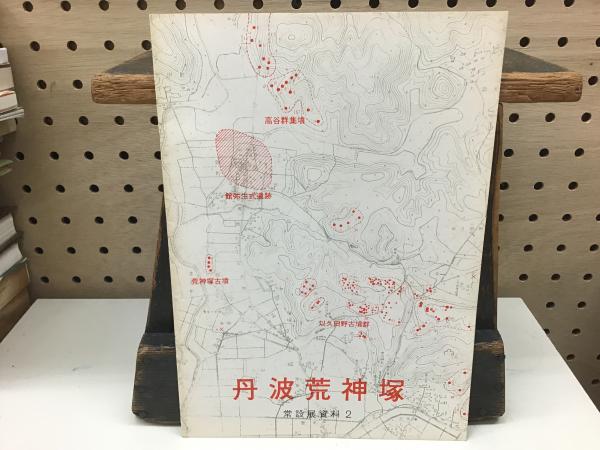 高谷群集墳
館弥生式遺跡
荒神塚古墳
以久田野古墳群
丹波荒神塚
常設展資料2